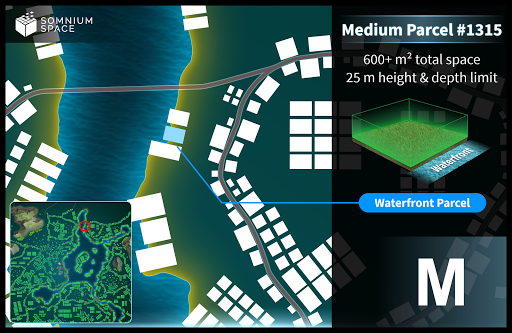 SOMNIUM
SPACE
Medium Parcel #1315
600+ m² total space
25 m height & depth limit
Waterfront
Waterfront Parcel
M